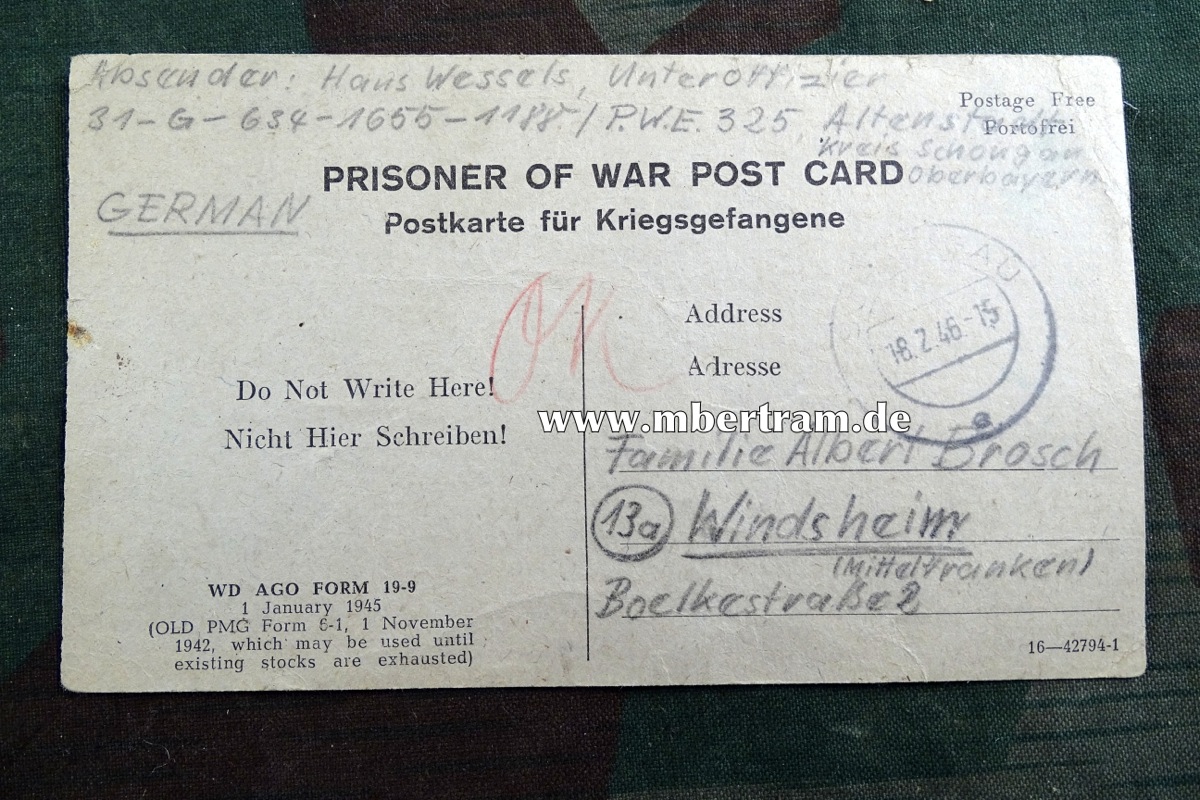 Absender: Hans Wessels, Unteroffizier
31-G-634-1655-1188 / P.W.E. 325, Altenstadt
Kreis Schongau
Oberbayern
Postage Free
Portofrei
PRISONER OF WAR POST CARD
Postkarte für Kriegsgefangene
GERMAN
OK
Do Not Write Here!
Nicht Hier Schreiben!
WD AGO FORM 19-9
1 January 1945
(OLD PMG Form 6-1, 1 November
1942, which may be used until
existing stocks are exhausted)
Address
Adresse
18.2.46.-15
a
www.mbertram.de
Familie Albert Brosch
13a Windsheim
(Mittelfranken)
Boelkestraße 2
16—42794-1